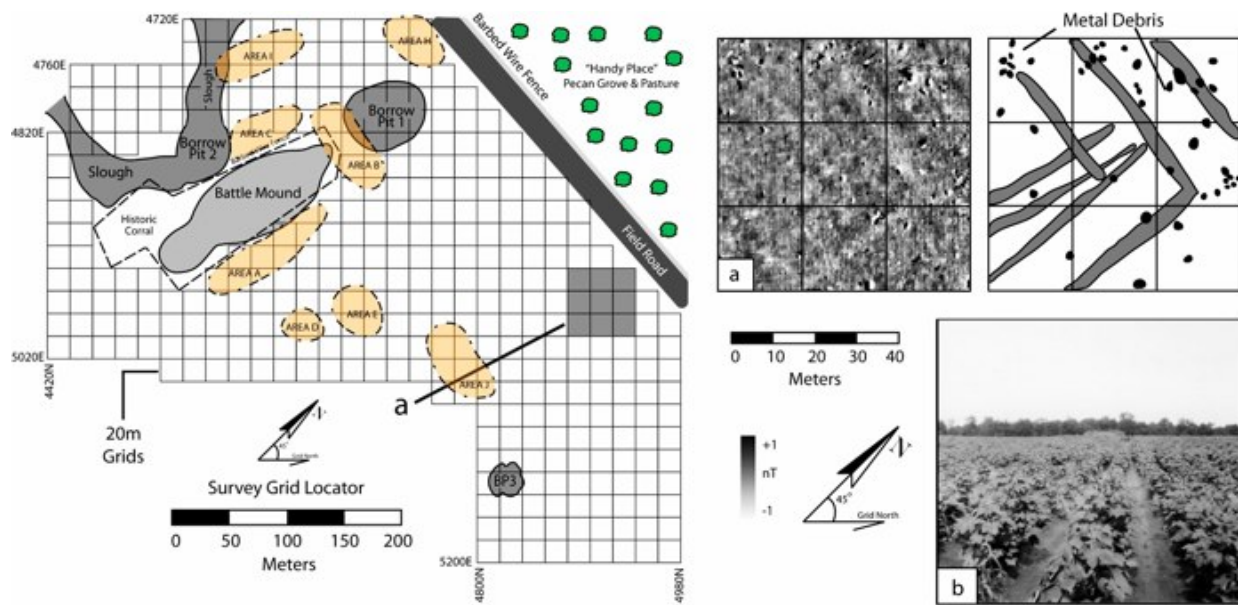 4720E
4760E
4820E
5020E
4420N
AREA I
AREA H
Slough
Borrow
Pit 1
AREA C
Borrow
Pit 2
AREA B
Slough
Battle Mound
Historic
Corral
AREA A
AREA D
AREA E
AREA J
a
20m
Grids
BP3
5200E
4800N
4980N
Barbed Wire Fence
Field Road
"Handy Place"
Pecan Grove & Pasture
N
45°
Grid North
Survey Grid Locator
0 50 100 150 200
Meters
Metal Debris
a
0 10 20 30 40
Meters
+1
nT
-1
N
45°
Grid North
b